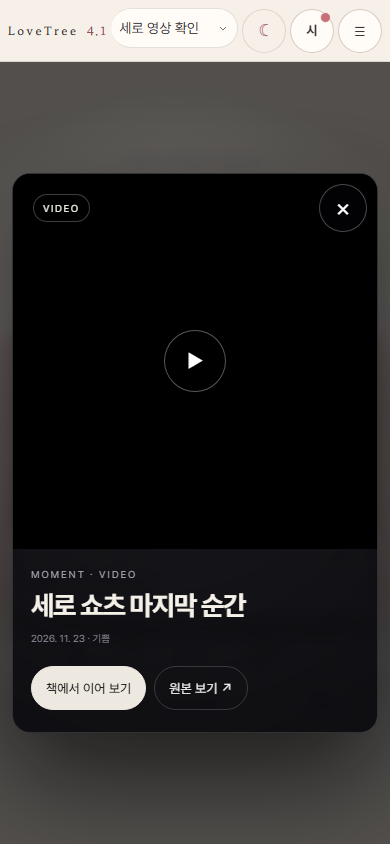 LoveTree 4.1
세로 영상 확인
시
VIDEO
MOMENT · VIDEO
세로 쇼츠 마지막 순간
2026. 11. 23 · 기쁨
책에서 이어 보기
원본 보기 ↗